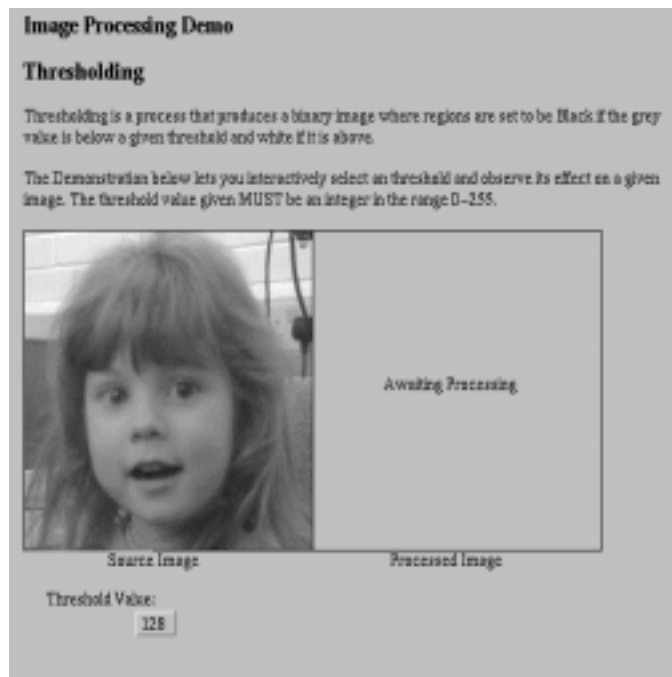 Image Processing Demo
Thresholding
Thresholding is a process that produces a binary image where regions are set to be Black if the grey
value is below a given threshold and white if it is above.
The Demonstration below lets you interactively select an threshold and observe its effect on a given
image. The threshold value given MUST be an integer in the range 0-255.
Awaiting Processing
Source Image
Processed Image
Threshold Value:
128